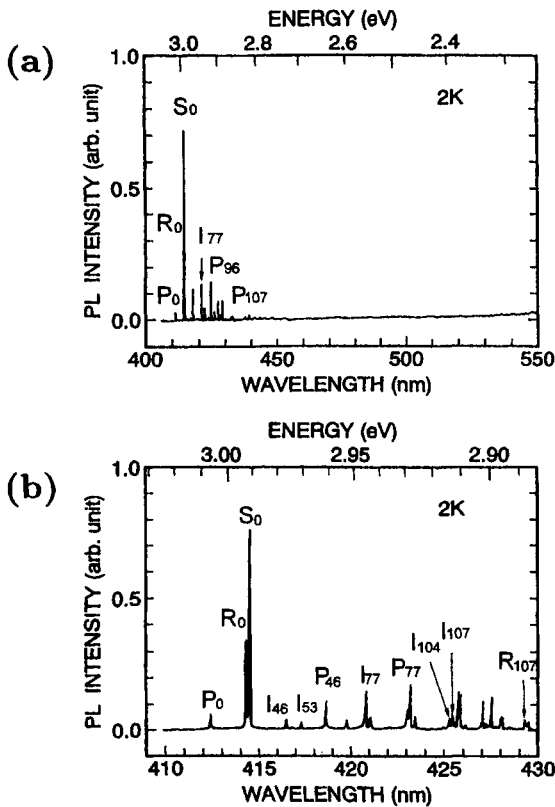 (a)
ENERGY (eV)
3.0 2.8 2.6 2.4
PL INTENSITY (arb. unit)
1.0
0.5
0.0
2K
S0
R0
I77
P96
P0
P107
400 450 500 550
WAVELENGTH (nm)
(b)
ENERGY (eV)
3.00 2.95 2.90
PL INTENSITY (arb. unit)
1.0
0.5
0.0
2K
S0
R0
I107
I104
P46
I77
P77
R107
P0
I46
I53
410 415 420 425 430
WAVELENGTH (nm)